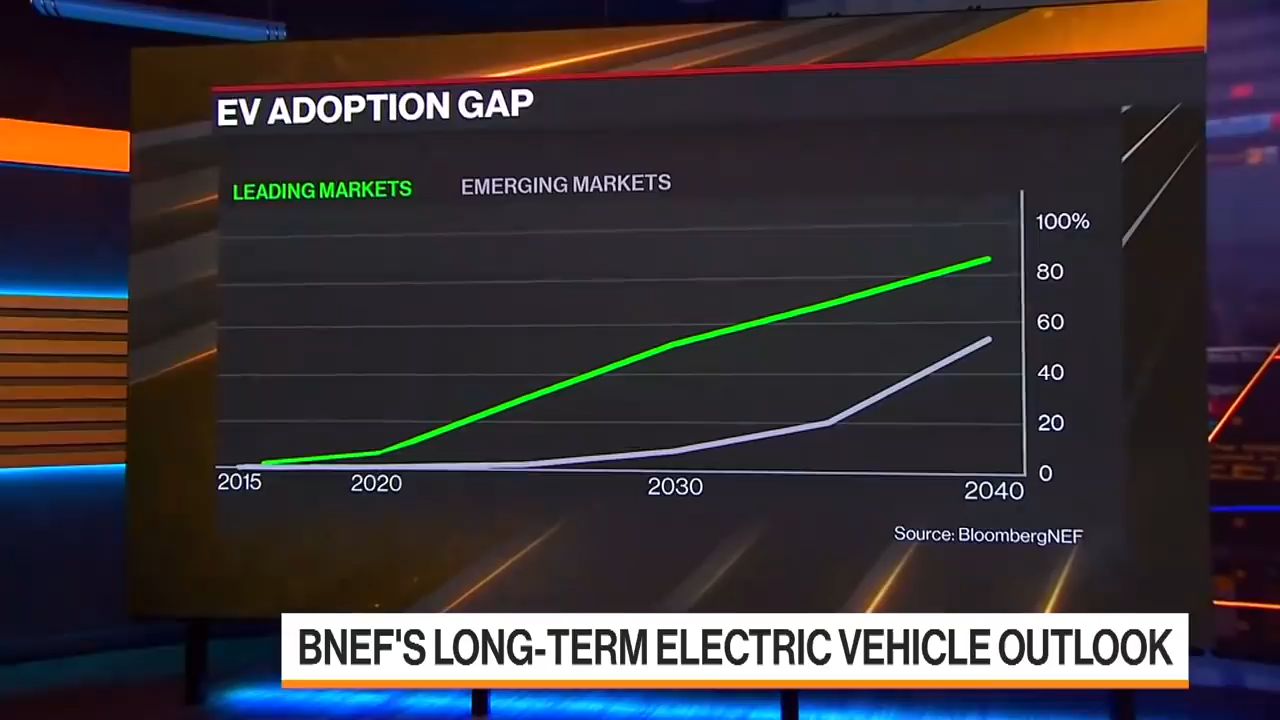 EV ADOPTION GAP
LEADING MARKETS
EMERGING MARKETS
100%
80
60
40
20
0
2015
2020
2030
2040
Source: BloombergNEF
BNEF'S LONG-TERM ELECTRIC VEHICLE OUTLOOK